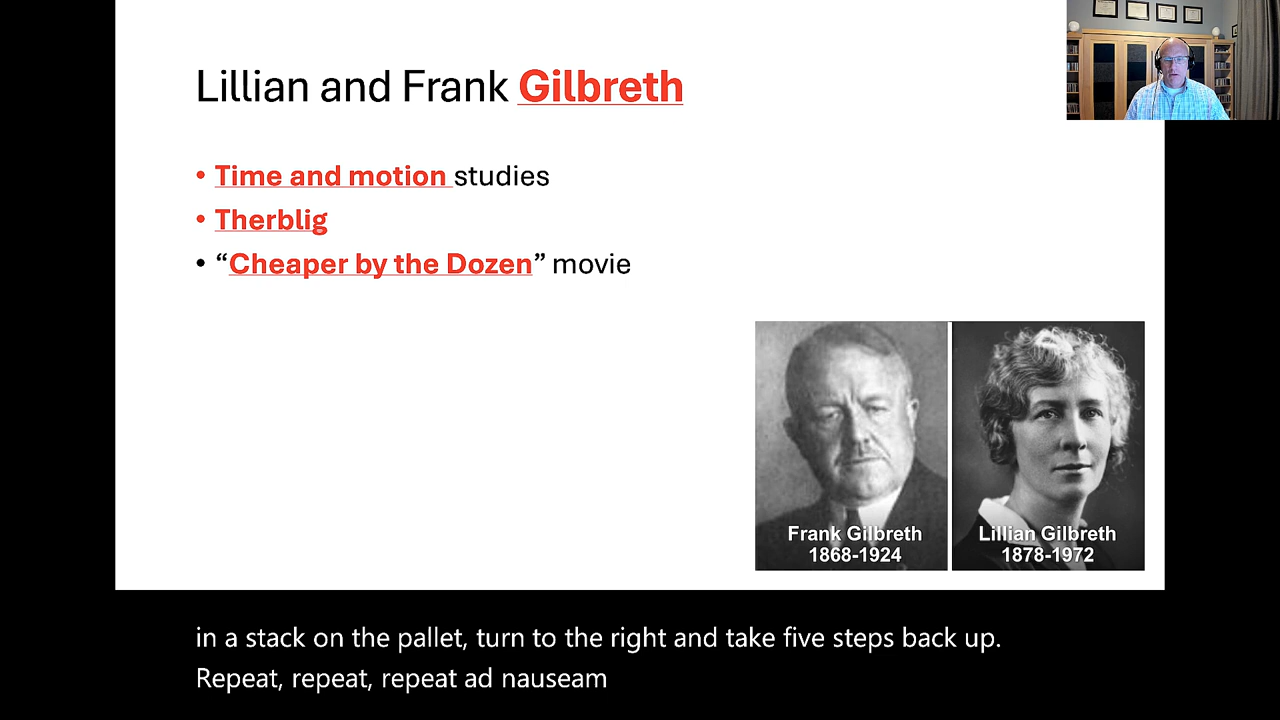 Lillian and Frank Gilbreth
• Time and motion studies
• Therblig
• “Cheaper by the Dozen” movie
Frank Gilbreth
1868-1924
Lillian Gilbreth
1878-1972
in a stack on the pallet, turn to the right and take five steps back up.
Repeat, repeat, repeat ad nauseam